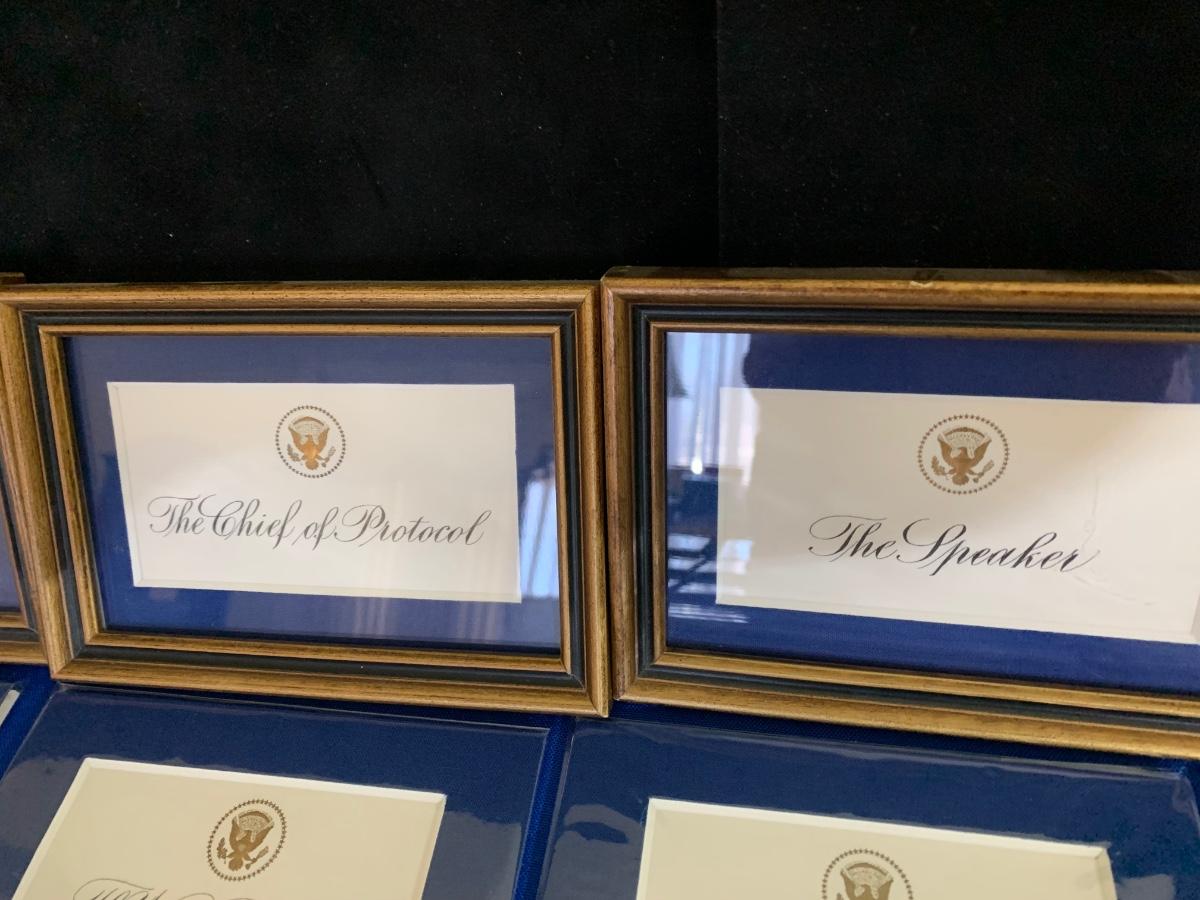 The Chief of Protocol
The Speaker